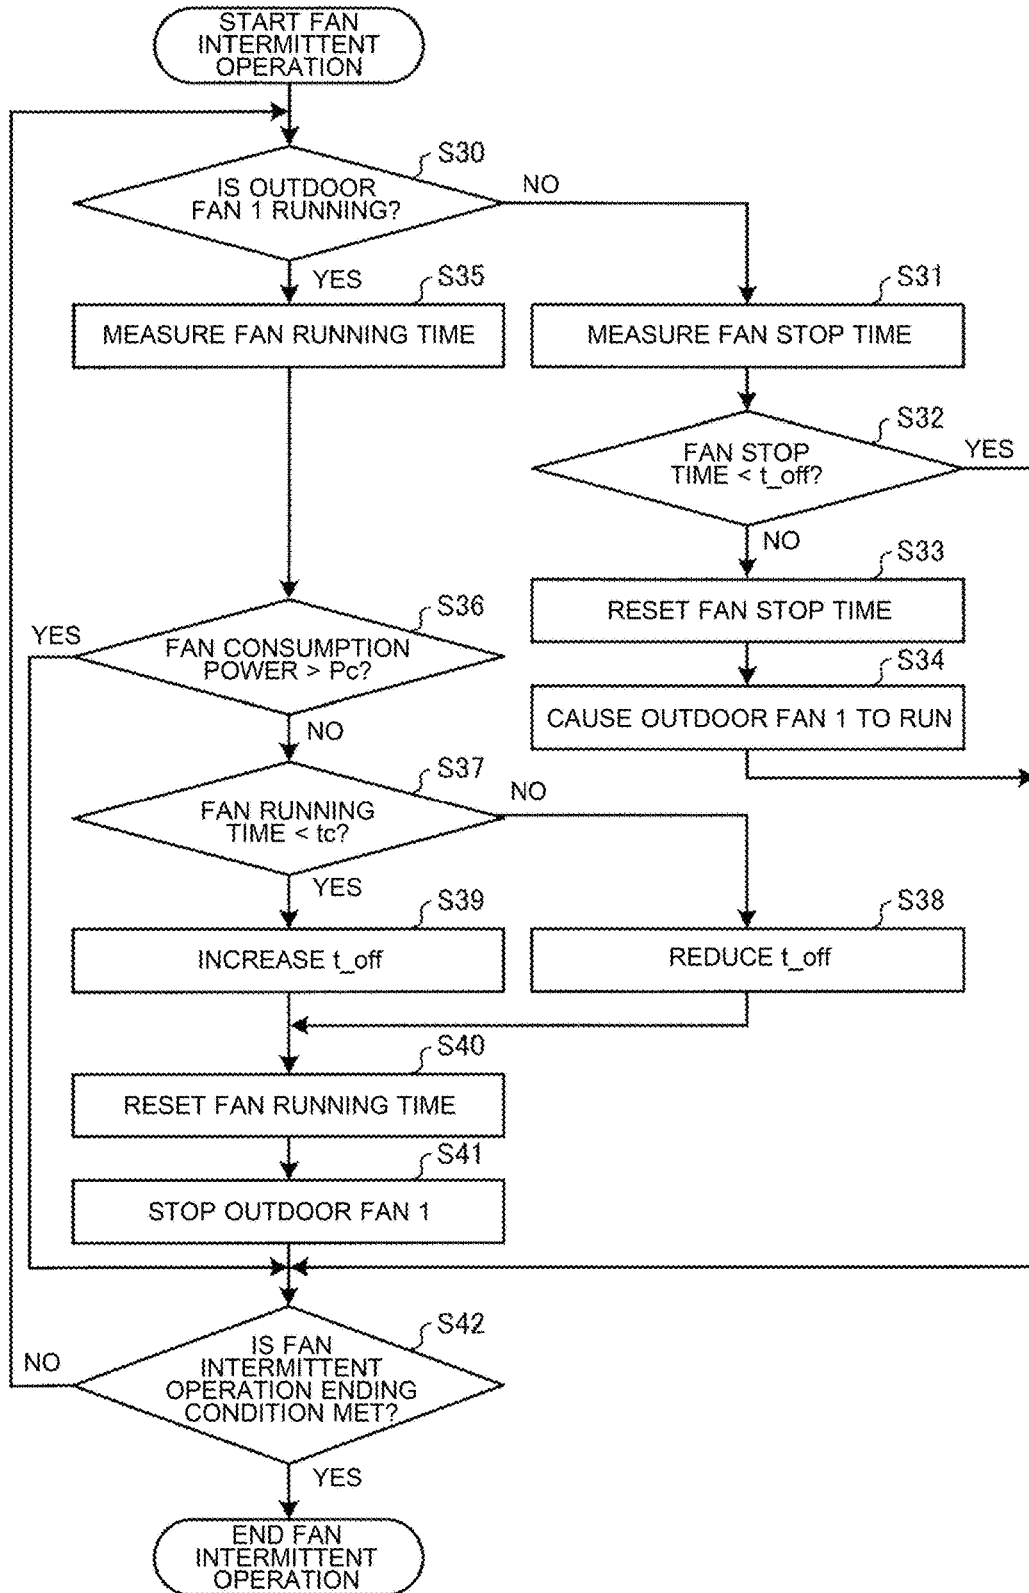 START FAN
INTERMITTENT
OPERATION
S30
IS OUTDOOR
FAN 1 RUNNING?
NO
YES
S35
MEASURE FAN RUNNING TIME
S31
MEASURE FAN STOP TIME
S32
FAN STOP
TIME < t_off?
YES
NO
S33
RESET FAN STOP TIME
S34
CAUSE OUTDOOR FAN 1 TO RUN
S36
YES
FAN CONSUMPTION
POWER > Pc?
NO
S37
FAN RUNNING
TIME < tc?
NO
YES
S39
INCREASE t_off
S38
REDUCE t_off
S40
RESET FAN RUNNING TIME
S41
STOP OUTDOOR FAN 1
S42
NO
IS FAN
INTERMITTENT
OPERATION ENDING
CONDITION MET?
YES
END FAN
INTERMITTENT
OPERATION